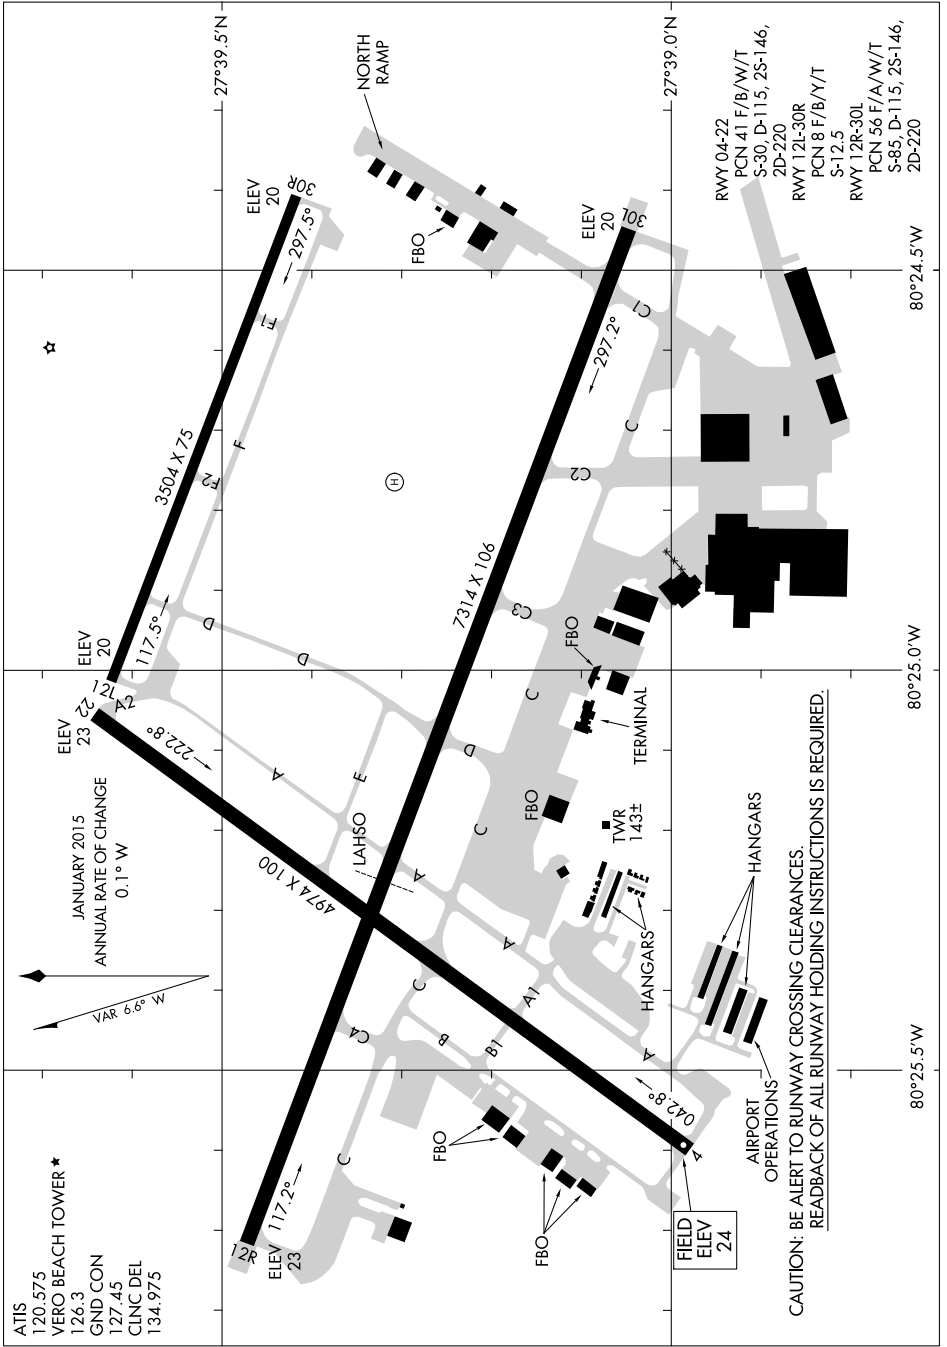 ATIS
120.575
VERO BEACH TOWER ★
126.3
GND CON
127.45
CLNC DEL
134.975
VAR 6.6° W
JANUARY 2015
ANNUAL RATE OF CHANGE
0.1° W
27°39.5'N
27°39.0'N
80°25.5'W
80°25.0'W
80°24.5'W
ELEV
23
22
222.8°
A2
12L
ELEV
20
117.5°
3504 X 75
F2
F
F1
297.5°
30R
ELEV
20
NORTH
RAMP
FBO
D
D
A
E
4974 X 100
LAHSO
A
H
12R
ELEV
23
117.2°
C
C4
C
B
B1
A1
A
7314 X 106
C
D
C
C3
C2
C
C1
297.2°
30L
ELEV
20
FBO
FBO
A
042.8°
4
FIELD
ELEV
24
HANGARS
TWR
143±
FBO
TERMINAL
FBO
HANGARS
AIRPORT
OPERATIONS
RWY 04-22
PCN 41 F/B/W/T
S-30, D-115, 2S-146,
2D-220
RWY 12L-30R
PCN 8 F/B/Y/T
S-12.5
RWY 12R-30L
PCN 56 F/A/W/T
S-85, D-115, 2S-146,
2D-220
CAUTION: BE ALERT TO RUNWAY CROSSING CLEARANCES.
READBACK OF ALL RUNWAY HOLDING INSTRUCTIONS IS REQUIRED.